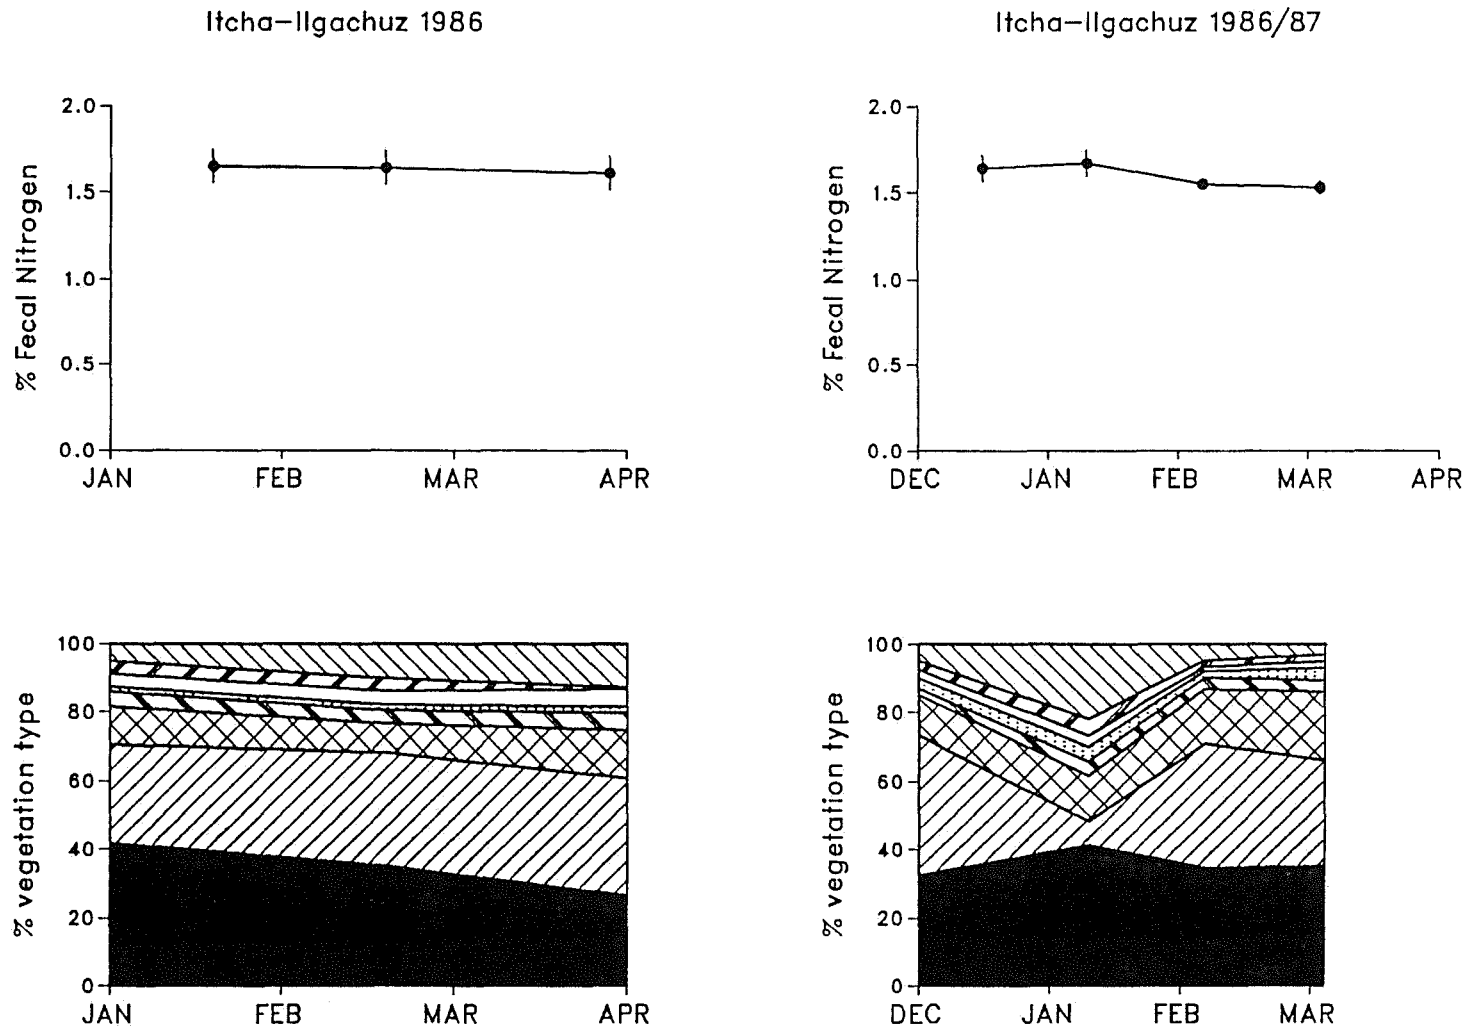 Itcha-Ilgachuz 1986
Itcha-Ilgachuz 1986/87
% Fecal Nitrogen
2.0
1.5
1.0
0.5
0.0
JAN FEB MAR APR
% Fecal Nitrogen
2.0
1.5
1.0
0.5
0.0
DEC JAN FEB MAR APR
% vegetation type
100
80
60
40
20
0
JAN FEB MAR APR
% vegetation type
100
80
60
40
20
0
DEC JAN FEB MAR